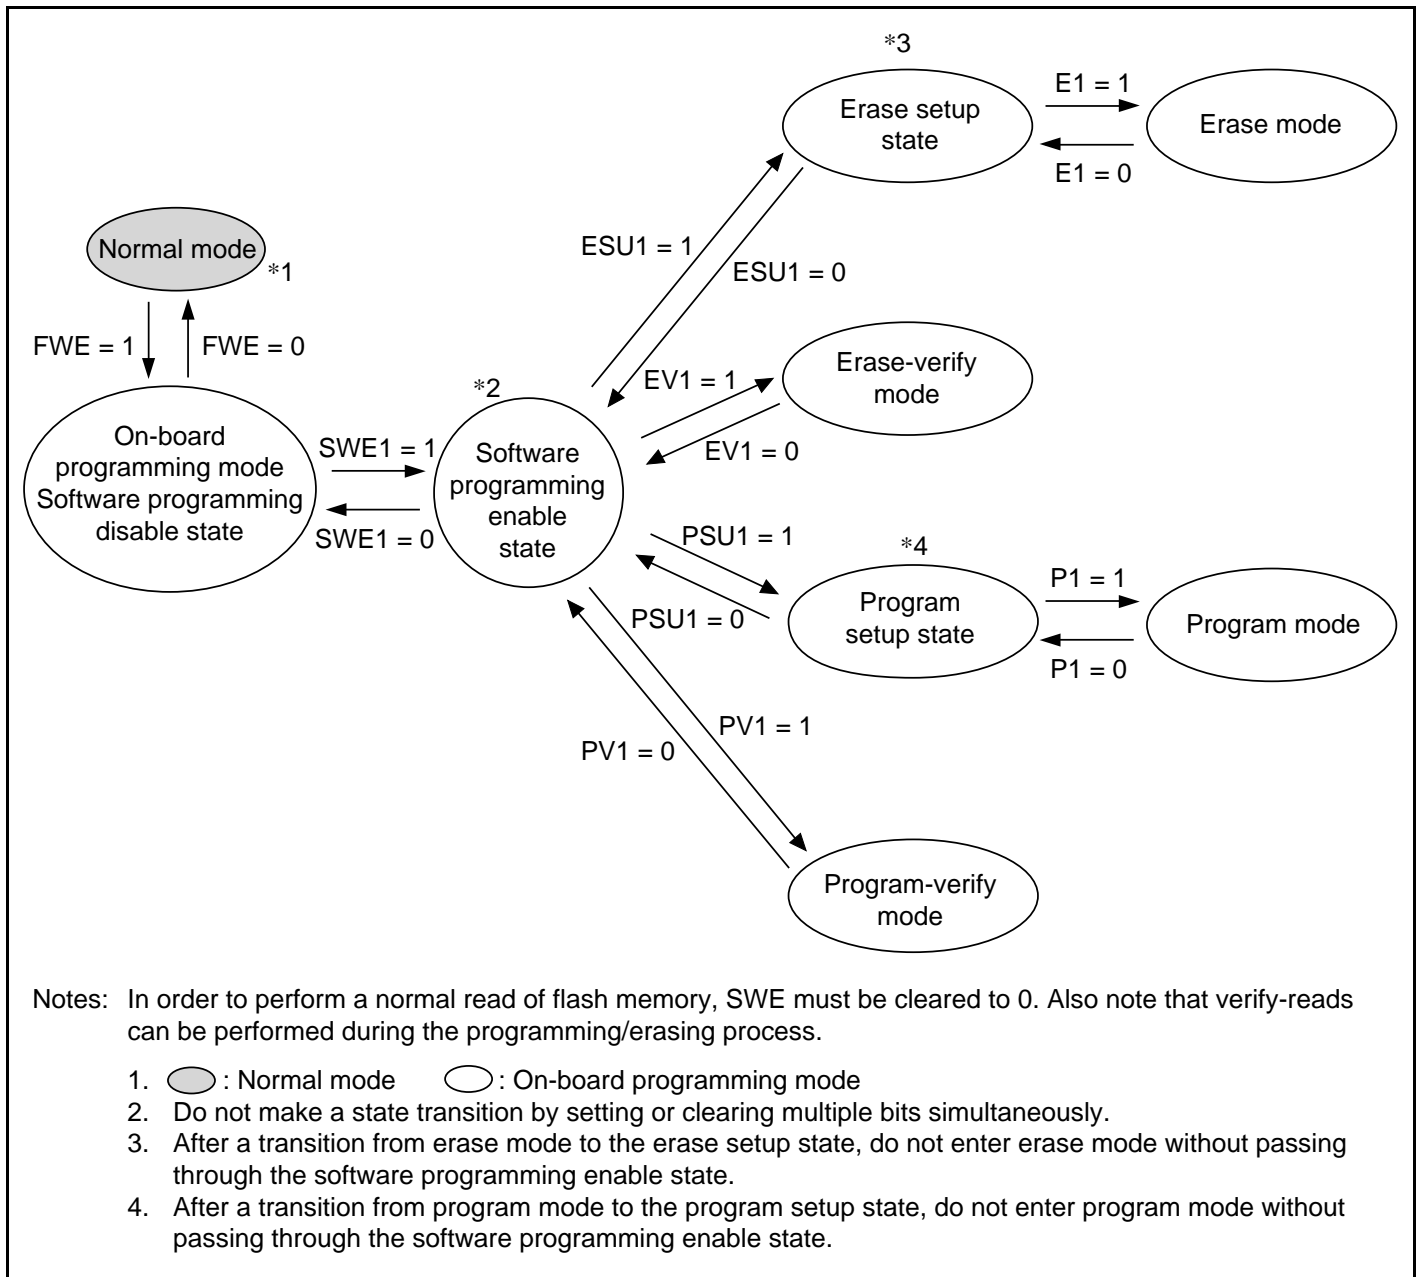 *3
Erase setup
state
E1 = 1
E1 = 0
Erase mode
Normal mode
*1
FWE = 1
FWE = 0
ESU1 = 1
ESU1 = 0
On-board
programming mode
Software programming
disable state
SWE1 = 1
SWE1 = 0
*2
Software
programming
enable
state
EV1 = 1
EV1 = 0
Erase-verify
mode
PSU1 = 1
PSU1 = 0
*4
Program
setup state
P1 = 1
P1 = 0
Program mode
PV1 = 1
PV1 = 0
Program-verify
mode
Notes: In order to perform a normal read of flash memory, SWE must be cleared to 0. Also note that verify-reads
can be performed during the programming/erasing process.
1. : Normal mode : On-board programming mode
2. Do not make a state transition by setting or clearing multiple bits simultaneously.
3. After a transition from erase mode to the erase setup state, do not enter erase mode without passing
through the software programming enable state.
4. After a transition from program mode to the program setup state, do not enter program mode without
passing through the software programming enable state.